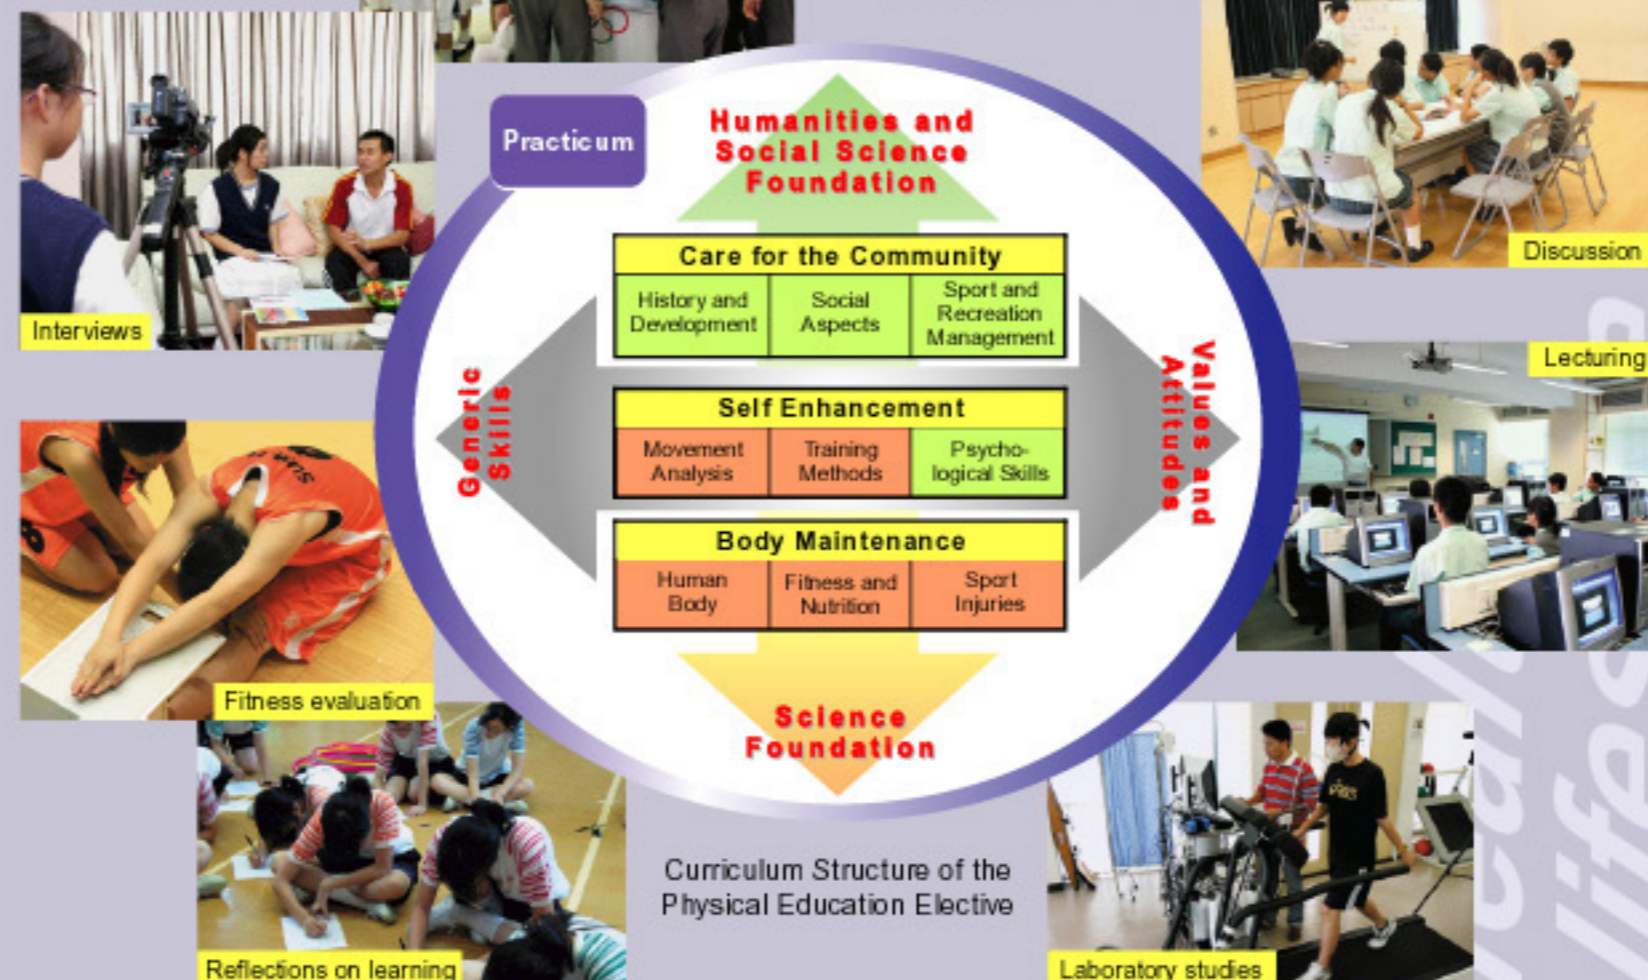 Practicum
Humanities and
Social Science
Foundation
Care for the Community
History and
Development
Social
Aspects
Sport and
Recreation
Management
Self Enhancement
Movement
Analysis
Training
Methods
Psycho-
logical Skills
Body Maintenance
Human
Body
Fitness and
Nutrition
Sport
Injuries
Science
Foundation
Generic
Skills
Values and
Attitudes
Interviews
Discussion
Lecturing
Fitness evaluation
Reflections on learning
Laboratory studies
Curriculum Structure of the
Physical Education Elective